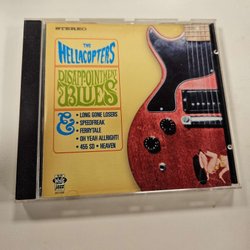 STEREO
THE
HELLACOPTERS
DISAPPOINTMENT
BLUES
&
• LONG GONE LOSERS
• SPEEDFREAK
• FERRYTALE
• OH YEAH ALLRIGHT!
• 455 SD • HEAVEN